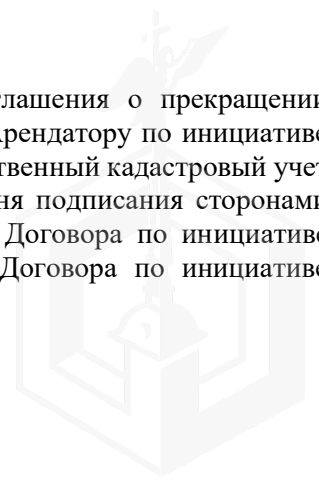 глашения о прекращении
Арендатору по инициативе
ственный кадастровый учет
ня подписания сторонами
Договора по инициативе
Договора по инициативе